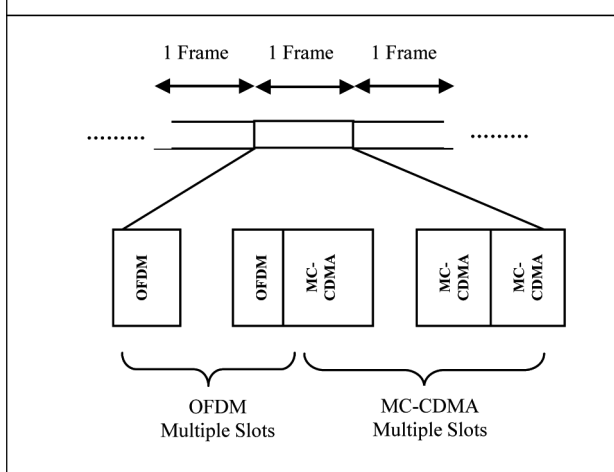 1 Frame 1 Frame 1 Frame
......... .........
OFDM OFDM MC-
CDMA MC-
CDMA MC-
CDMA
OFDM
Multiple Slots
MC-CDMA
Multiple Slots